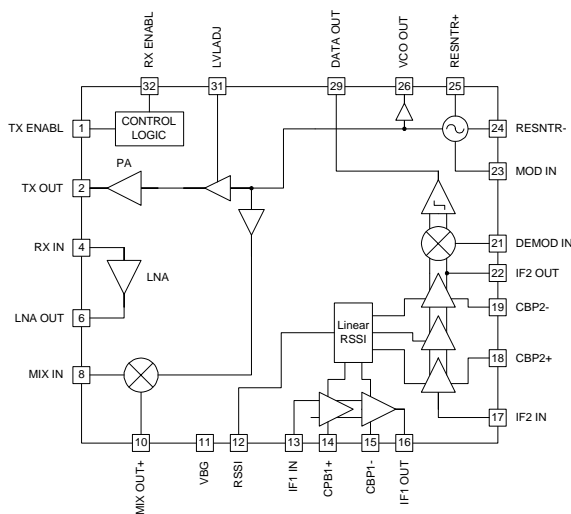 RX ENABL
LVLADJ
DATA OUT
VCO OUT
RESNTR+
32
31
29
26
25
TX ENABL
1
CONTROL
LOGIC
24
RESNTR-
PA
23
MOD IN
TX OUT
2
21
DEMOD IN
RX IN
4
22
IF2 OUT
LNA
19
CBP2-
LNA OUT
6
Linear
RSSI
18
CBP2+
MIX IN
8
17
IF2 IN
10
11
12
13
14
15
16
MIX OUT+
VBG
RSSI
IF1 IN
CPB1+
CBP1-
IF1 OUT